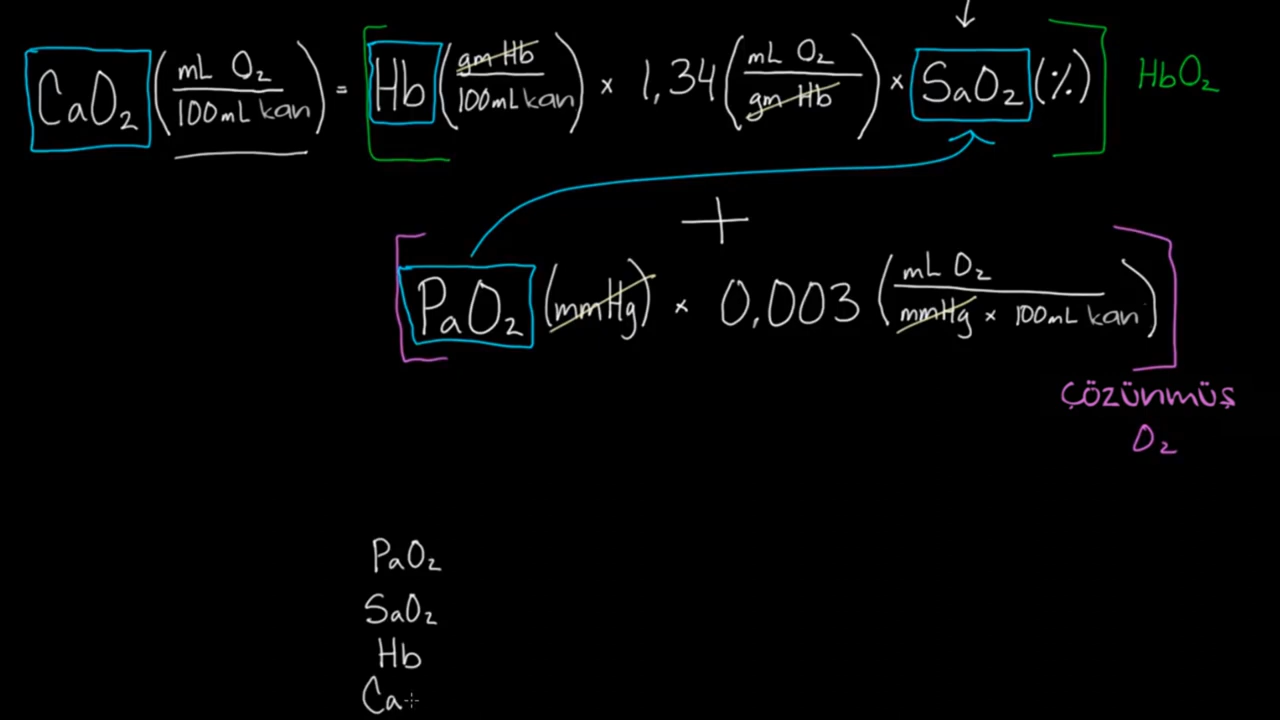 CaO₂ (mL O₂ / 100mL kan) = [Hb (gm Hb / 100mL kan) × 1,34 (mL O₂ / gm Hb) × SaO₂ (%)] HbO₂
+
[PaO₂ (mmHg) × 0,003 (mL O₂ / mmHg × 100mL kan)]
Çözünmüş
O₂
PaO₂
SaO₂
Hb
Ca